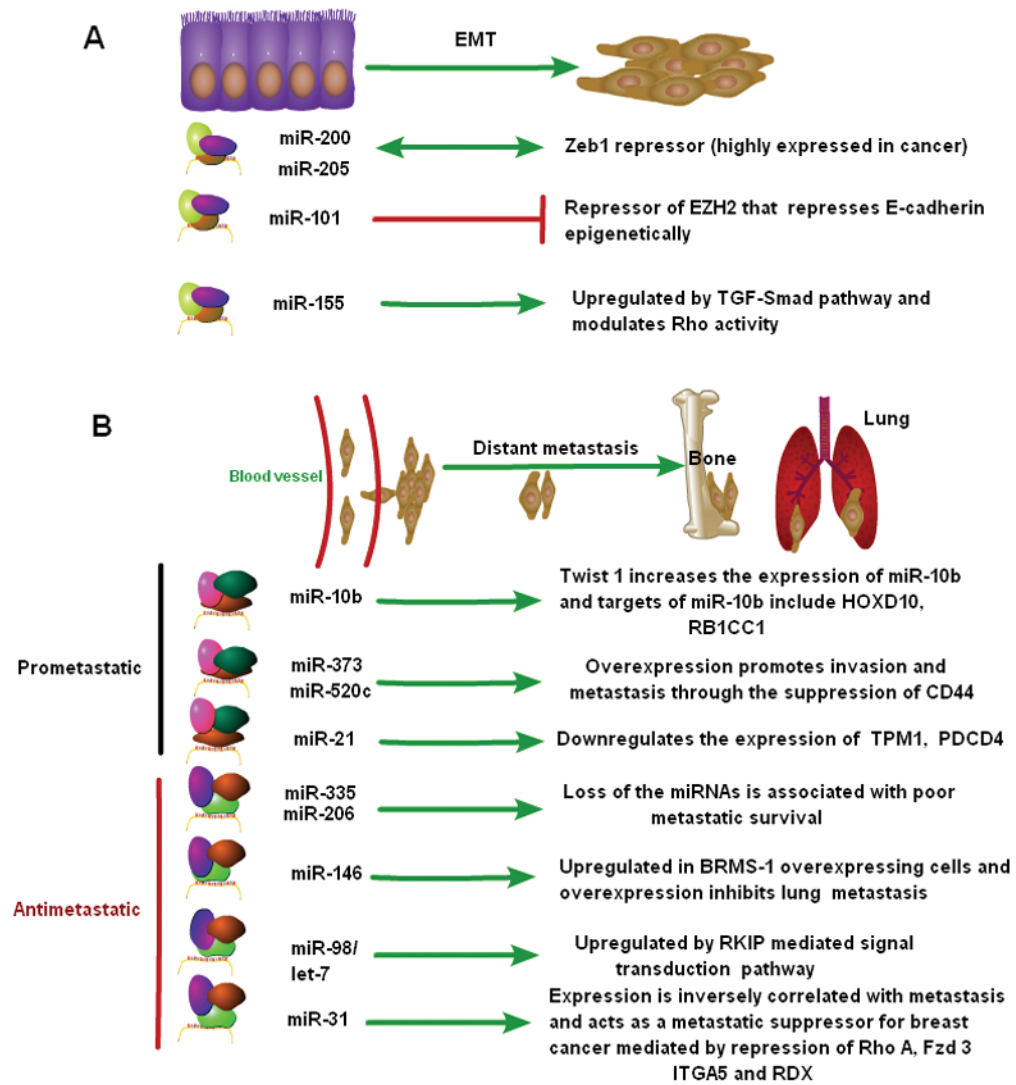 A
EMT
miR-200
miR-205
Zeb1 repressor (highly expressed in cancer)
miR-101
Repressor of EZH2 that represses E-cadherin
epigenetically
miR-155
Upregulated by TGF-Smad pathway and
modulates Rho activity
B
Blood vessel
Distant metastasis
Bone
Lung
Prometastatic
miR-10b
Twist 1 increases the expression of miR-10b
and targets of miR-10b include HOXD10,
RB1CC1
miR-373
miR-520c
Overexpression promotes invasion and
metastasis through the suppression of CD44
miR-21
Downregulates the expression of TPM1, PDCD4
Antimetastatic
miR-335
miR-206
Loss of the miRNAs is associated with poor
metastatic survival
miR-146
Upregulated in BRMS-1 overexpressing cells and
overexpression inhibits lung metastasis
miR-98/
let-7
Upregulated by RKIP mediated signal
transduction pathway
miR-31
Expression is inversely correlated with metastasis
and acts as a metastatic suppressor for breast
cancer mediated by repression of Rho A, Fzd 3
ITGA5 and RDX